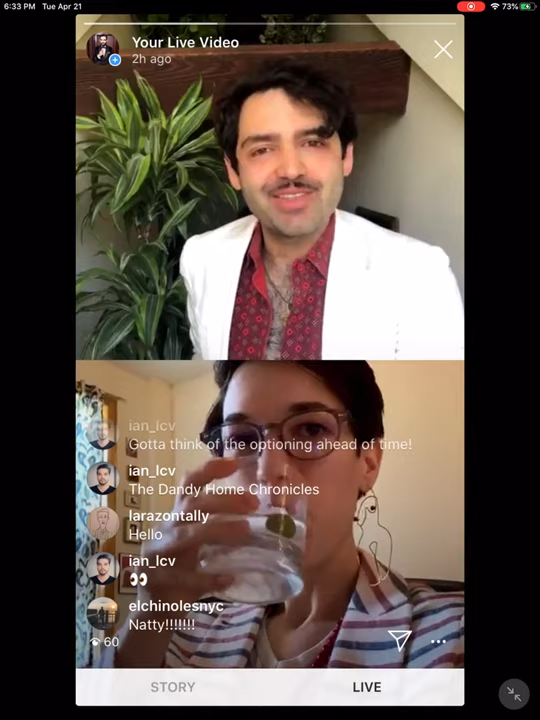 6:33 PM Tue Apr 21
73%
Your Live Video
2h ago
ian_lcv
Gotta think of the optioning ahead of time!
ian_lcv
The Dandy Home Chronicles
larazontally
Hello
ian_lcv
👀
elchinolesnyc
Natty!!!!!!!
60
STORY LIVE